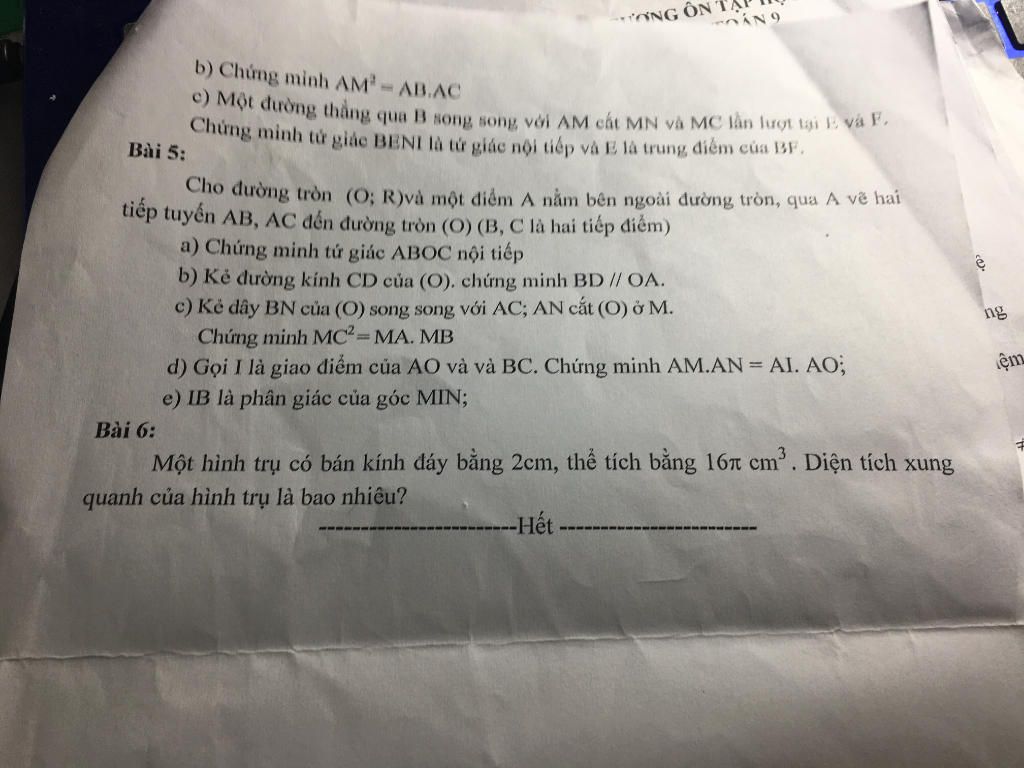 ƯƠNG ÔN TẬP
TOÁN 9
b) Chứng minh AM² = AB.AC
c) Một đường thẳng qua B song song với AM cắt MN và MC lần lượt tại E và F.
Chứng minh tứ giác BENI là tứ giác nội tiếp và E là trung điểm của BF.
Bài 5:
Cho đường tròn (O; R)và một điểm A nằm bên ngoài đường tròn, qua A vẽ hai
tiếp tuyến AB, AC đến đường tròn (O) (B, C là hai tiếp điểm)
a) Chứng minh tứ giác ABOC nội tiếp
b) Kẻ đường kính CD của (O). chứng minh BD // OA.
c) Kẻ dây BN của (O) song song với AC; AN cắt (O) ở M.
Chứng minh MC²= MA. MB
d) Gọi I là giao điểm của AO và và BC. Chứng minh AM.AN = AI. AO;
e) IB là phân giác của góc MIN;
Bài 6:
Một hình trụ có bán kính đáy bằng 2cm, thể tích bằng 16π cm³. Diện tích xung
quanh của hình trụ là bao nhiêu?
------------------------Hết ------------------------
ng